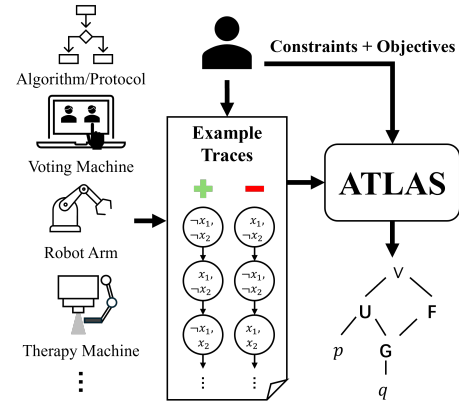 Algorithm/Protocol
Voting Machine
Robot Arm
Therapy Machine
⋮
Constraints + Objectives
Example
Traces
+ −
¬x₁,
¬x₂
x₁,
¬x₂
¬x₁,
x₂
⋮
x₁,
¬x₂
¬x₁,
¬x₂
x₁,
x₂
⋮
ATLAS
∨
U F
p G
q